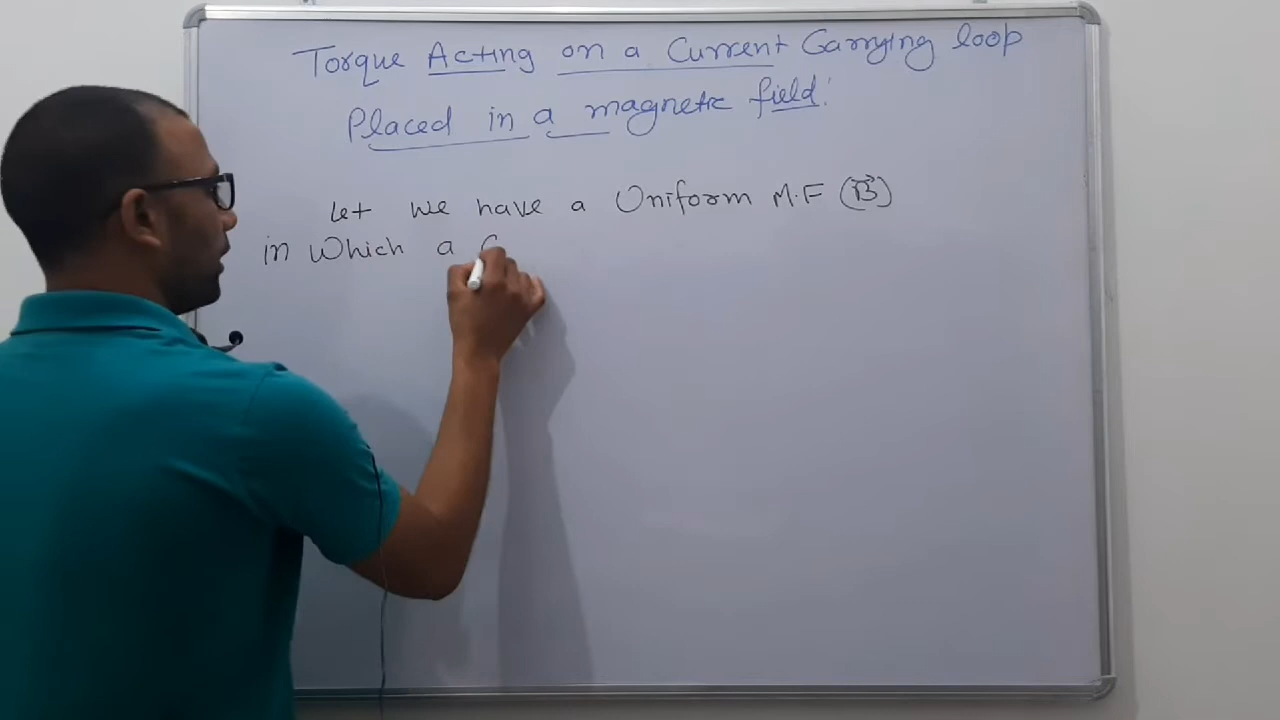 Torque Acting on a Current Carrying loop
Placed in a magnetic field:
Let we have a Uniform M.F (B⃗)
in Which a C